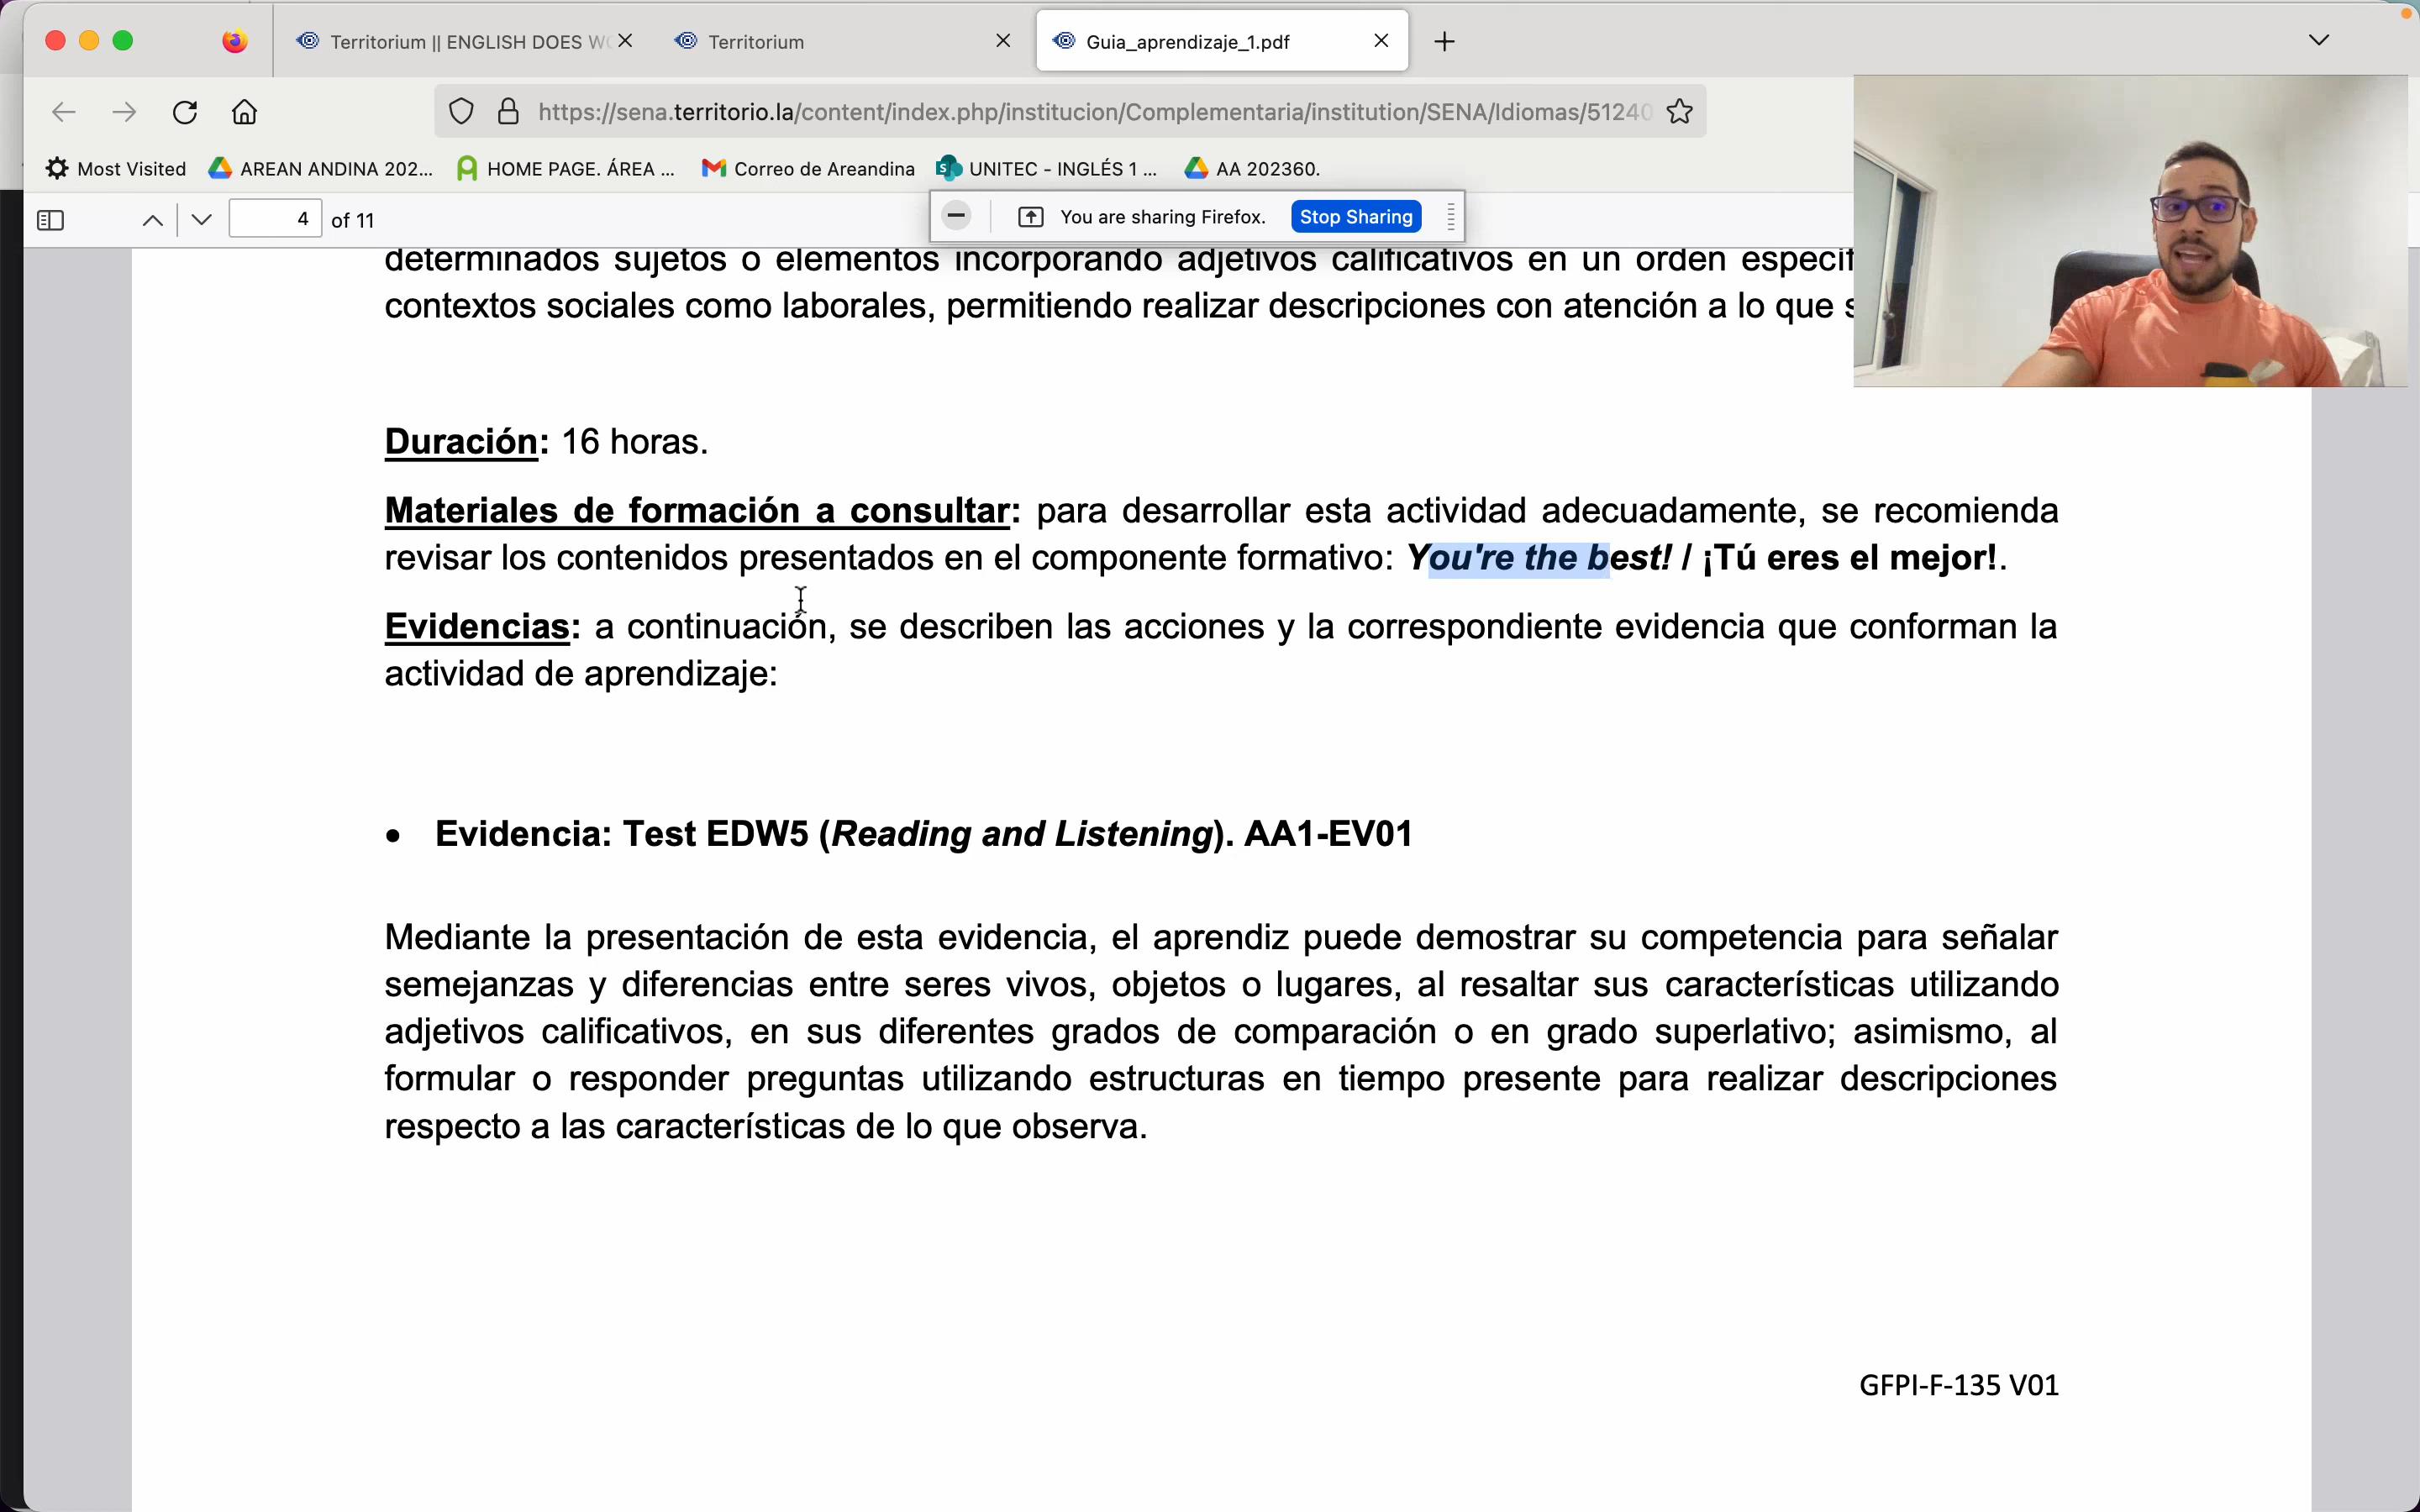 Territorium || ENGLISH DOES WO
Territorium
Guia_aprendizaje_1.pdf
https://sena.territorio.la/content/index.php/institucion/Complementaria/institution/SENA/Idiomas/51240
Most Visited
AREAN ANDINA 202...
HOME PAGE. ÁREA ...
Correo de Areandina
UNITEC - INGLÉS 1 ...
AA 202360.
4 of 11
You are sharing Firefox.
Stop Sharing
determinados sujetos o elementos incorporando adjetivos calificativos en un orden específ
contextos sociales como laborales, permitiendo realizar descripciones con atención a lo que s
Duración: 16 horas.
Materiales de formación a consultar: para desarrollar esta actividad adecuadamente, se recomienda
revisar los contenidos presentados en el componente formativo: You're the best! / ¡Tú eres el mejor!.
Evidencias: a continuación, se describen las acciones y la correspondiente evidencia que conforman la
actividad de aprendizaje:
• Evidencia: Test EDW5 (Reading and Listening). AA1-EV01
Mediante la presentación de esta evidencia, el aprendiz puede demostrar su competencia para señalar
semejanzas y diferencias entre seres vivos, objetos o lugares, al resaltar sus características utilizando
adjetivos calificativos, en sus diferentes grados de comparación o en grado superlativo; asimismo, al
formular o responder preguntas utilizando estructuras en tiempo presente para realizar descripciones
respecto a las características de lo que observa.
GFPI-F-135 V01